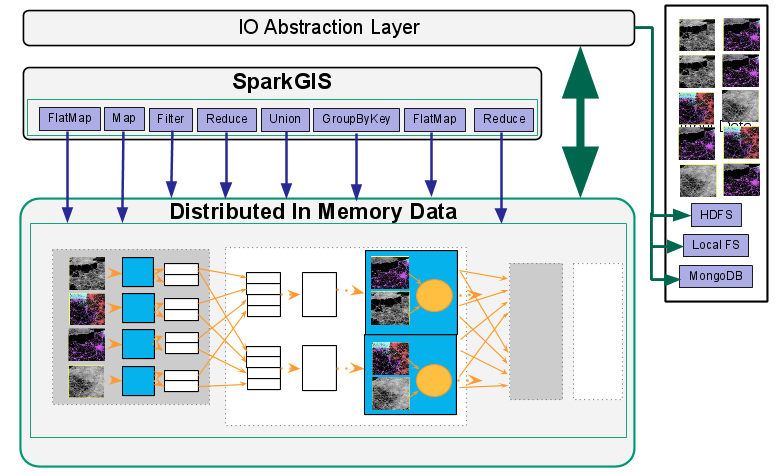 IO Abstraction Layer
SparkGIS
FlatMap Map Filter Reduce Union GroupByKey FlatMap Reduce
Distributed In Memory Data
Data
HDFS
Local FS
MongoDB